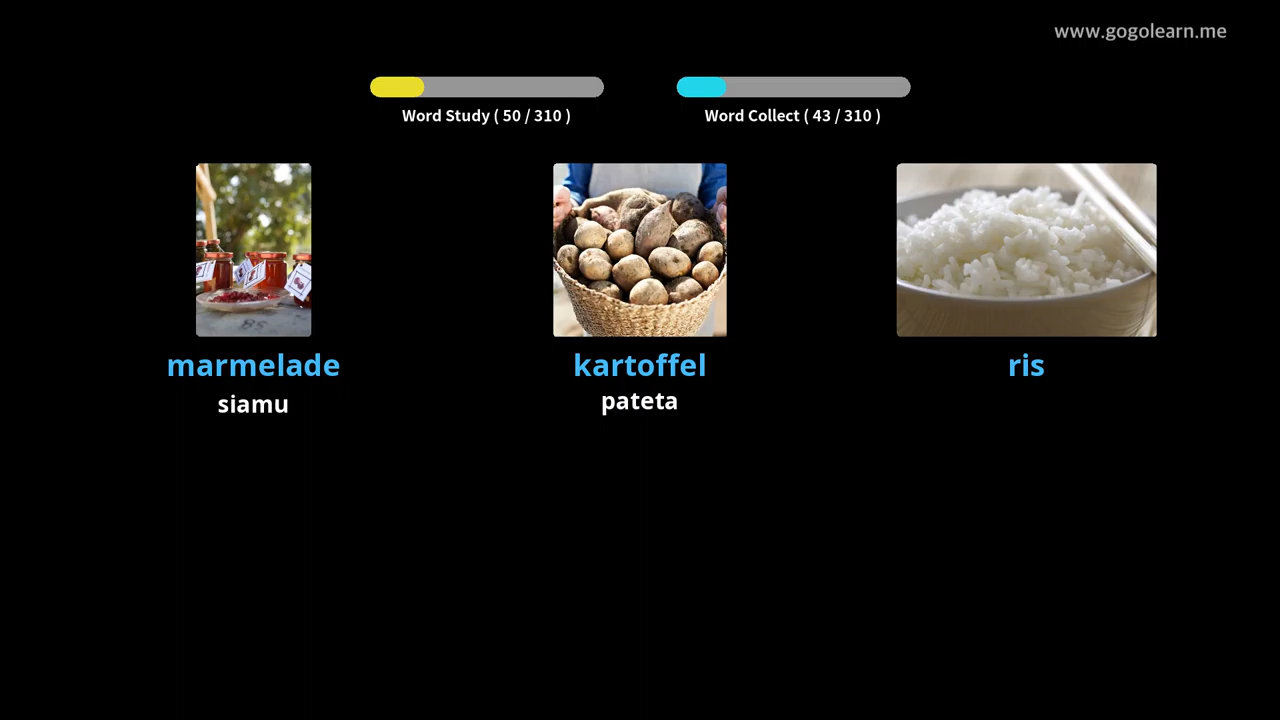 www.gogolearn.me
Word Study ( 50 / 310 )
Word Collect ( 43 / 310 )
marmelade
siamu
kartoffel
pateta
ris